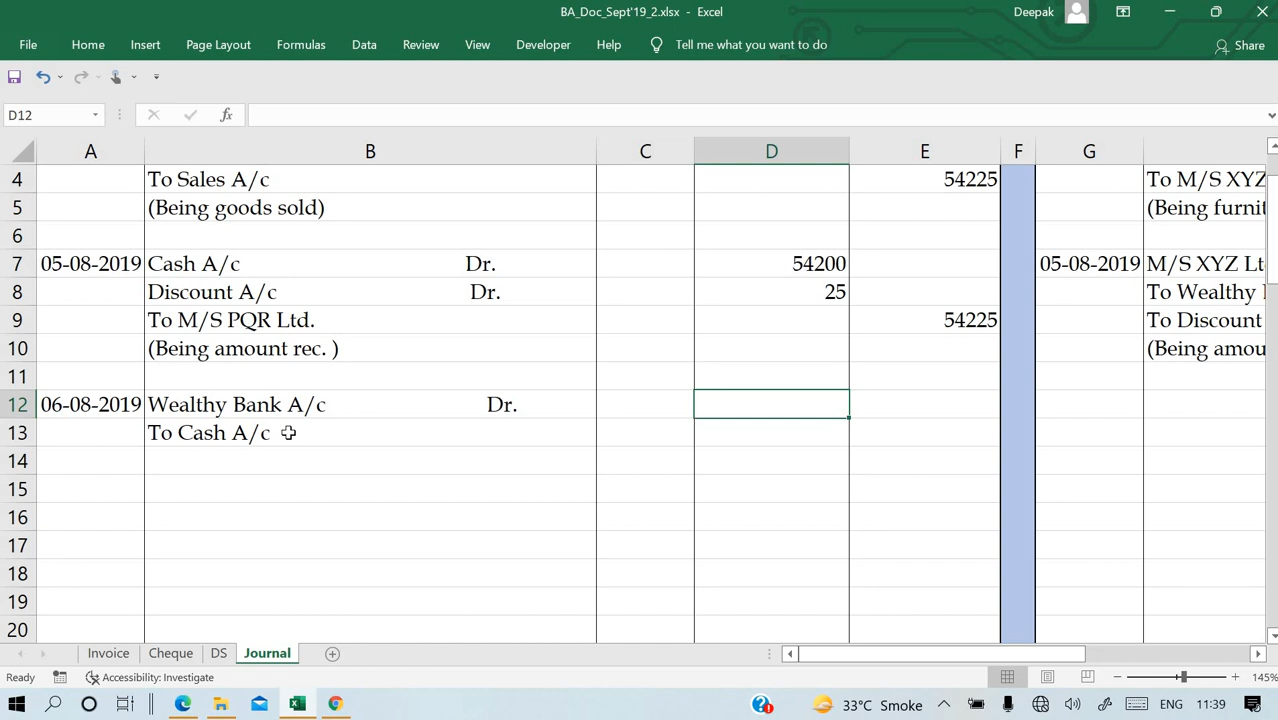 BA_Doc_Sept'19_2.xlsx - Excel
Deepak
File Home Insert Page Layout Formulas Data Review View Developer Help Tell me what you want to do Share
D12 fx
A B C D E F G
4 To Sales A/c 54225 To M/S XYZ
5 (Being goods sold) (Being furnit
6
7 05-08-2019 Cash A/c Dr. 54200 05-08-2019 M/S XYZ Lt
8 Discount A/c Dr. 25 To Wealthy
9 To M/S PQR Ltd. 54225 To Discount
10 (Being amount rec. ) (Being amou
11
12 06-08-2019 Wealthy Bank A/c Dr.
13 To Cash A/c
14
15
16
17
18
19
20
Invoice Cheque DS Journal
Ready Accessibility: Investigate 145%
33°C Smoke ENG 11:39